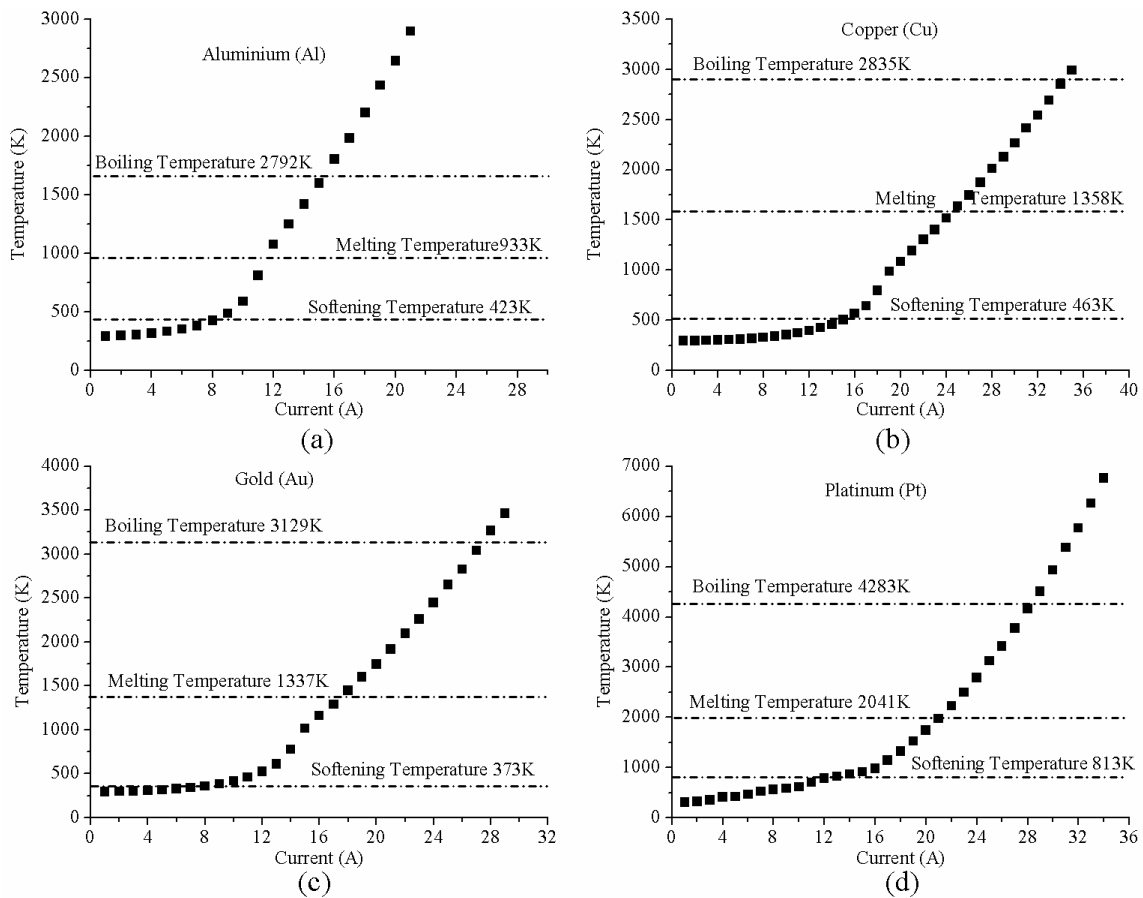 Aluminium (Al)
Boiling Temperature 2792K
Melting Temperature933K
Softening Temperature 423K
Temperature (K)
3000
2500
2000
1500
1000
500
0
0 4 8 12 16 20 24 28
Current (A)
(a)
Copper (Cu)
Boiling Temperature 2835K
Melting Temperature 1358K
Softening Temperature 463K
Temperature (K)
3500
3000
2500
2000
1500
1000
500
0
0 4 8 12 16 20 24 28 32 36 40
Current (A)
(b)
Gold (Au)
Boiling Temperature 3129K
Melting Temperature 1337K
Softening Temperature 373K
Temperature (K)
4000
3500
3000
2500
2000
1500
1000
500
0
0 4 8 12 16 20 24 28 32
Current (A)
(c)
Platinum (Pt)
Boiling Temperature 4283K
Melting Temperature 2041K
Softening Temperature 813K
Temperature (K)
7000
6000
5000
4000
3000
2000
1000
0
0 4 8 12 16 20 24 28 32 36
Current (A)
(d)